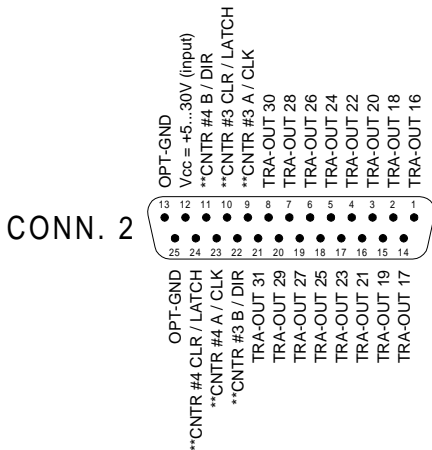 OPT-GND
Vcc = +5...30V (input)
**CNTR #4 B / DIR
**CNTR #3 CLR / LATCH
**CNTR #3 A / CLK
TRA-OUT 30
TRA-OUT 28
TRA-OUT 26
TRA-OUT 24
TRA-OUT 22
TRA-OUT 20
TRA-OUT 18
TRA-OUT 16
CONN. 2
13 12 11 10 9 8 7 6 5 4 3 2 1
25 24 23 22 21 20 19 18 17 16 15 14
OPT-GND
**CNTR #4 CLR / LATCH
**CNTR #4 A / CLK
**CNTR #3 B / DIR
TRA-OUT 31
TRA-OUT 29
TRA-OUT 27
TRA-OUT 25
TRA-OUT 23
TRA-OUT 21
TRA-OUT 19
TRA-OUT 17